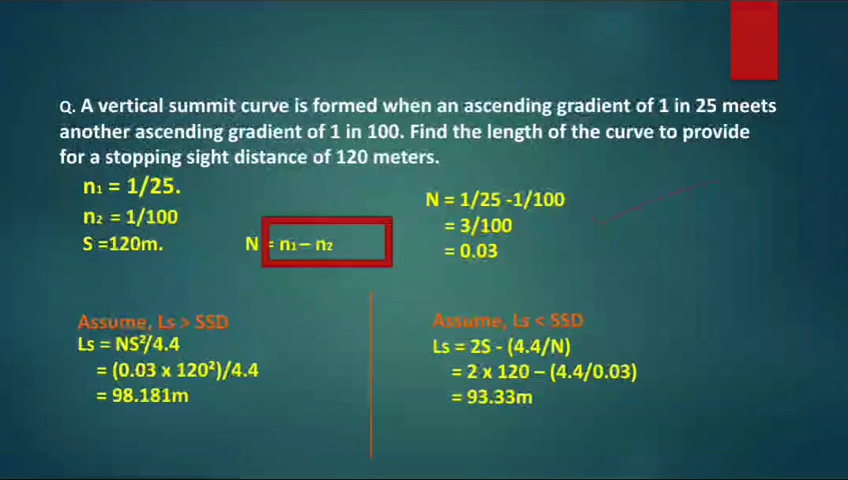 Q. A vertical summit curve is formed when an ascending gradient of 1 in 25 meets
another ascending gradient of 1 in 100. Find the length of the curve to provide
for a stopping sight distance of 120 meters.
n₁ = 1/25.
n₂ = 1/100
S =120m.
N = n₁ – n₂
N = 1/25 -1/100
= 3/100
= 0.03
Assume, Ls > SSD
Ls = NS²/4.4
= (0.03 x 120²)/4.4
= 98.181m
Assume, Ls < SSD
Ls = 2S - (4.4/N)
= 2 x 120 – (4.4/0.03)
= 93.33m